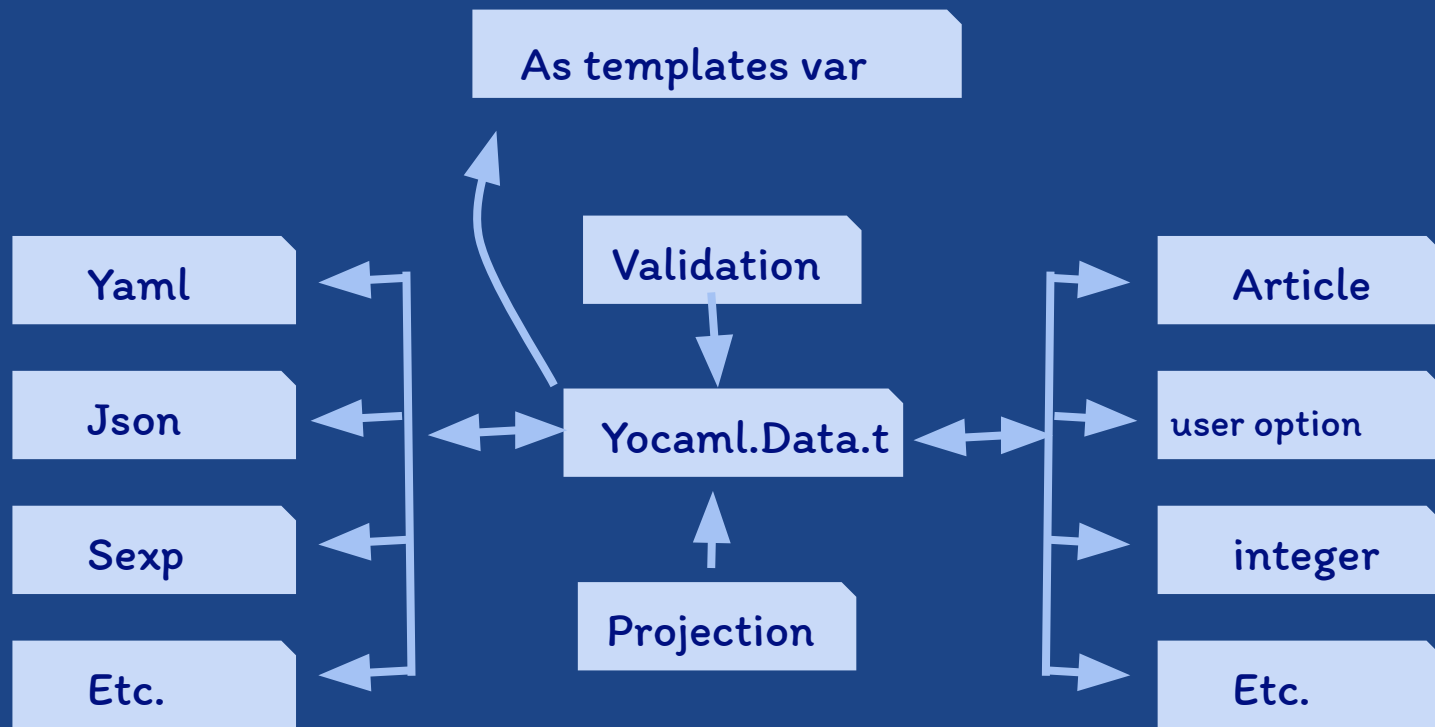 As templates var
Validation
Yaml
Article
Json
user option
Yocaml.Data.t
Sexp
integer
Projection
Etc.
Etc.